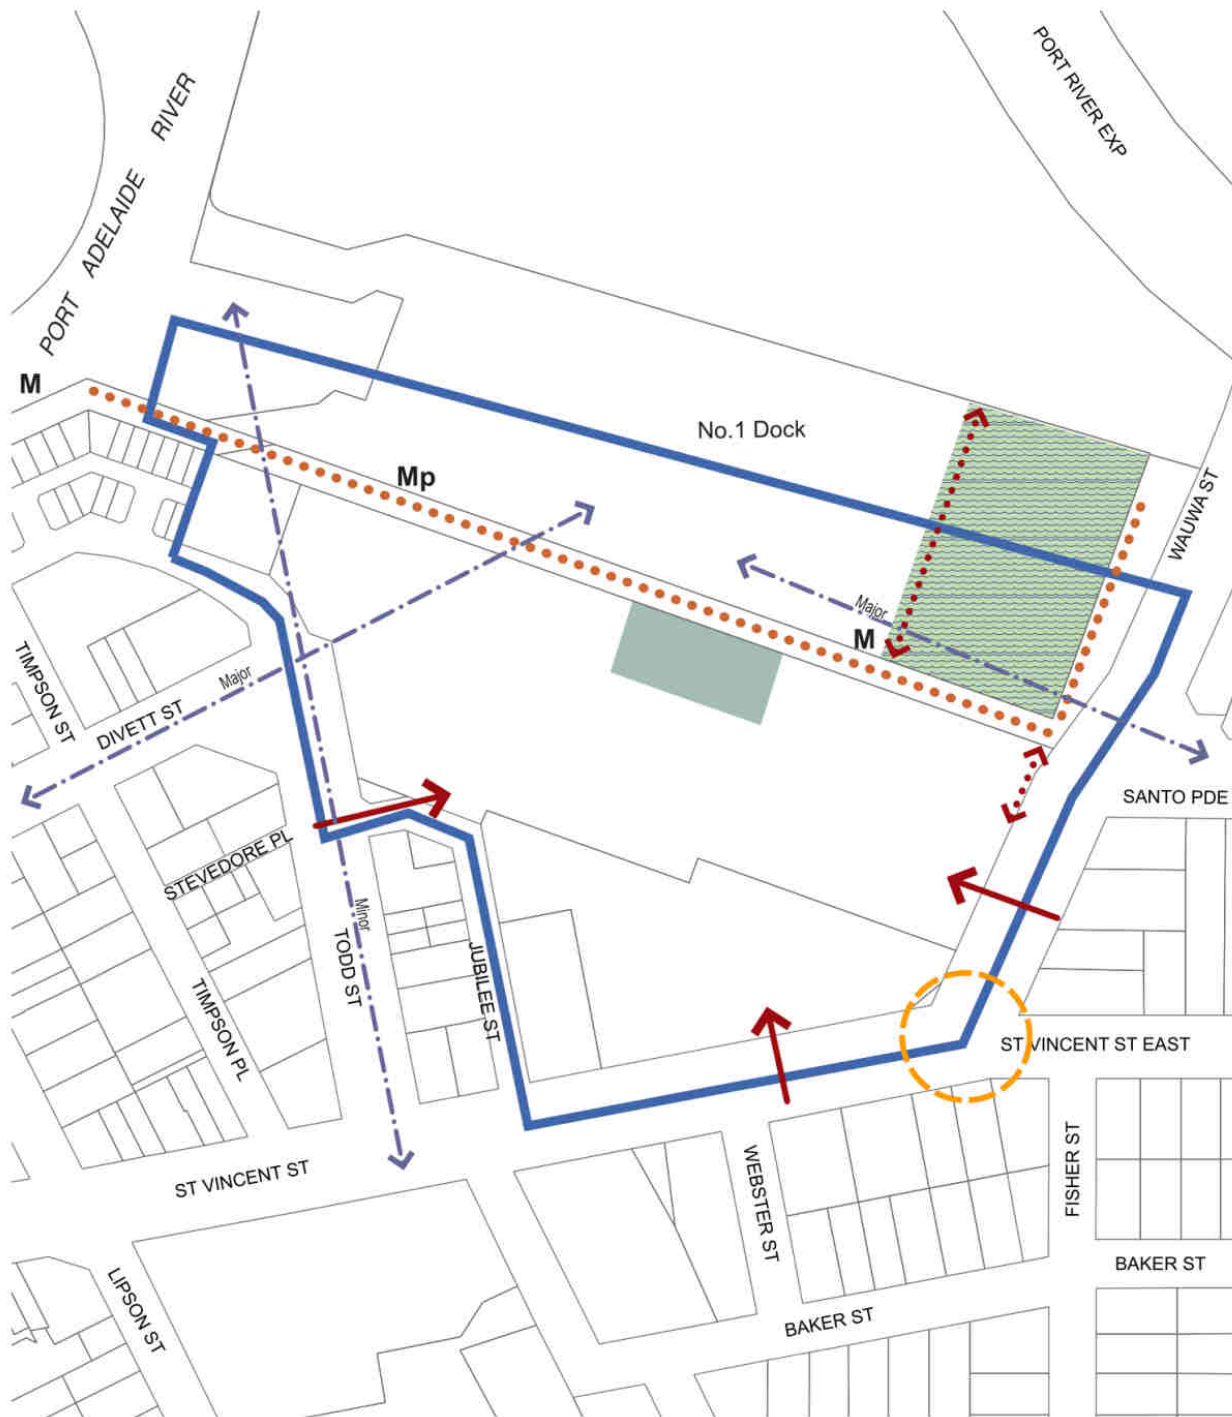 PORT RIVER EXP
PORT ADELAIDE RIVER
M
No.1 Dock
Mp
WAUWA ST
Major
M
TIMPSON ST
Major
DIVETT ST
SANTO PDE
STEVEDORE PL
Minor
TODD ST
JUBILEE ST
TIMPSON PL
ST VINCENT ST EAST
ST VINCENT ST
WEBSTER ST
FISHER ST
BAKER ST
LIPSON ST
BAKER ST